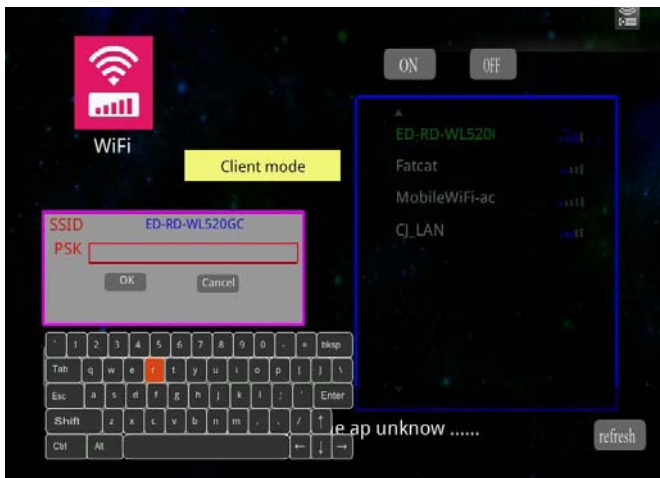 WiFi
ON OFF
Client mode
ED-RD-WL520
Fatcat
MobileWiFi-ac
CJ_LAN
SSID ED-RD-WL520GC
PSK
OK Cancel
` 1 2 3 4 5 6 7 8 9 0 - = bksp
Tab q w e r t y u i o p [ ] \
Esc a s d f g h j k l ; ' Enter
Shift z x c v b n m , . / ↑
Ctrl Alt ← ↓ →
e ap unknow ......
refresh